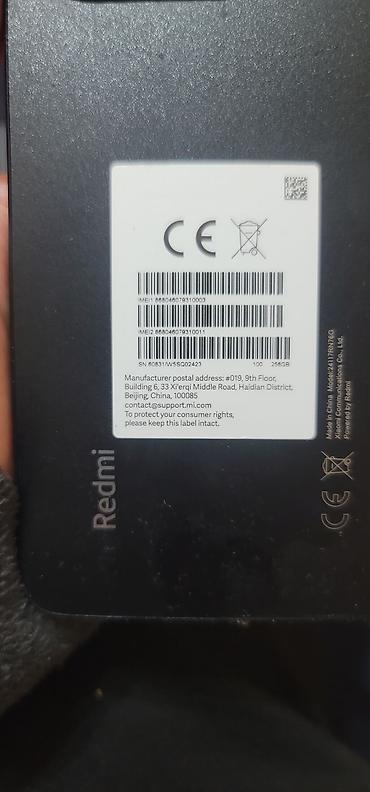 CE
IMEI1 868046079310003
IMEI2 868046079310011
SN:60831/W5SQ02423 100 256GB
Manufacturer postal address: #019, 9th Floor,
Building 6, 33 Xi'erqi Middle Road, Haidian District,
Beijing, China, 100085
contact@support.mi.com
To protect your consumer rights,
please keep this label intact.
Redmi
CE
Made in China Model:24117RN76G
Xiaomi Communications Co., Ltd.
Powered by Redmi